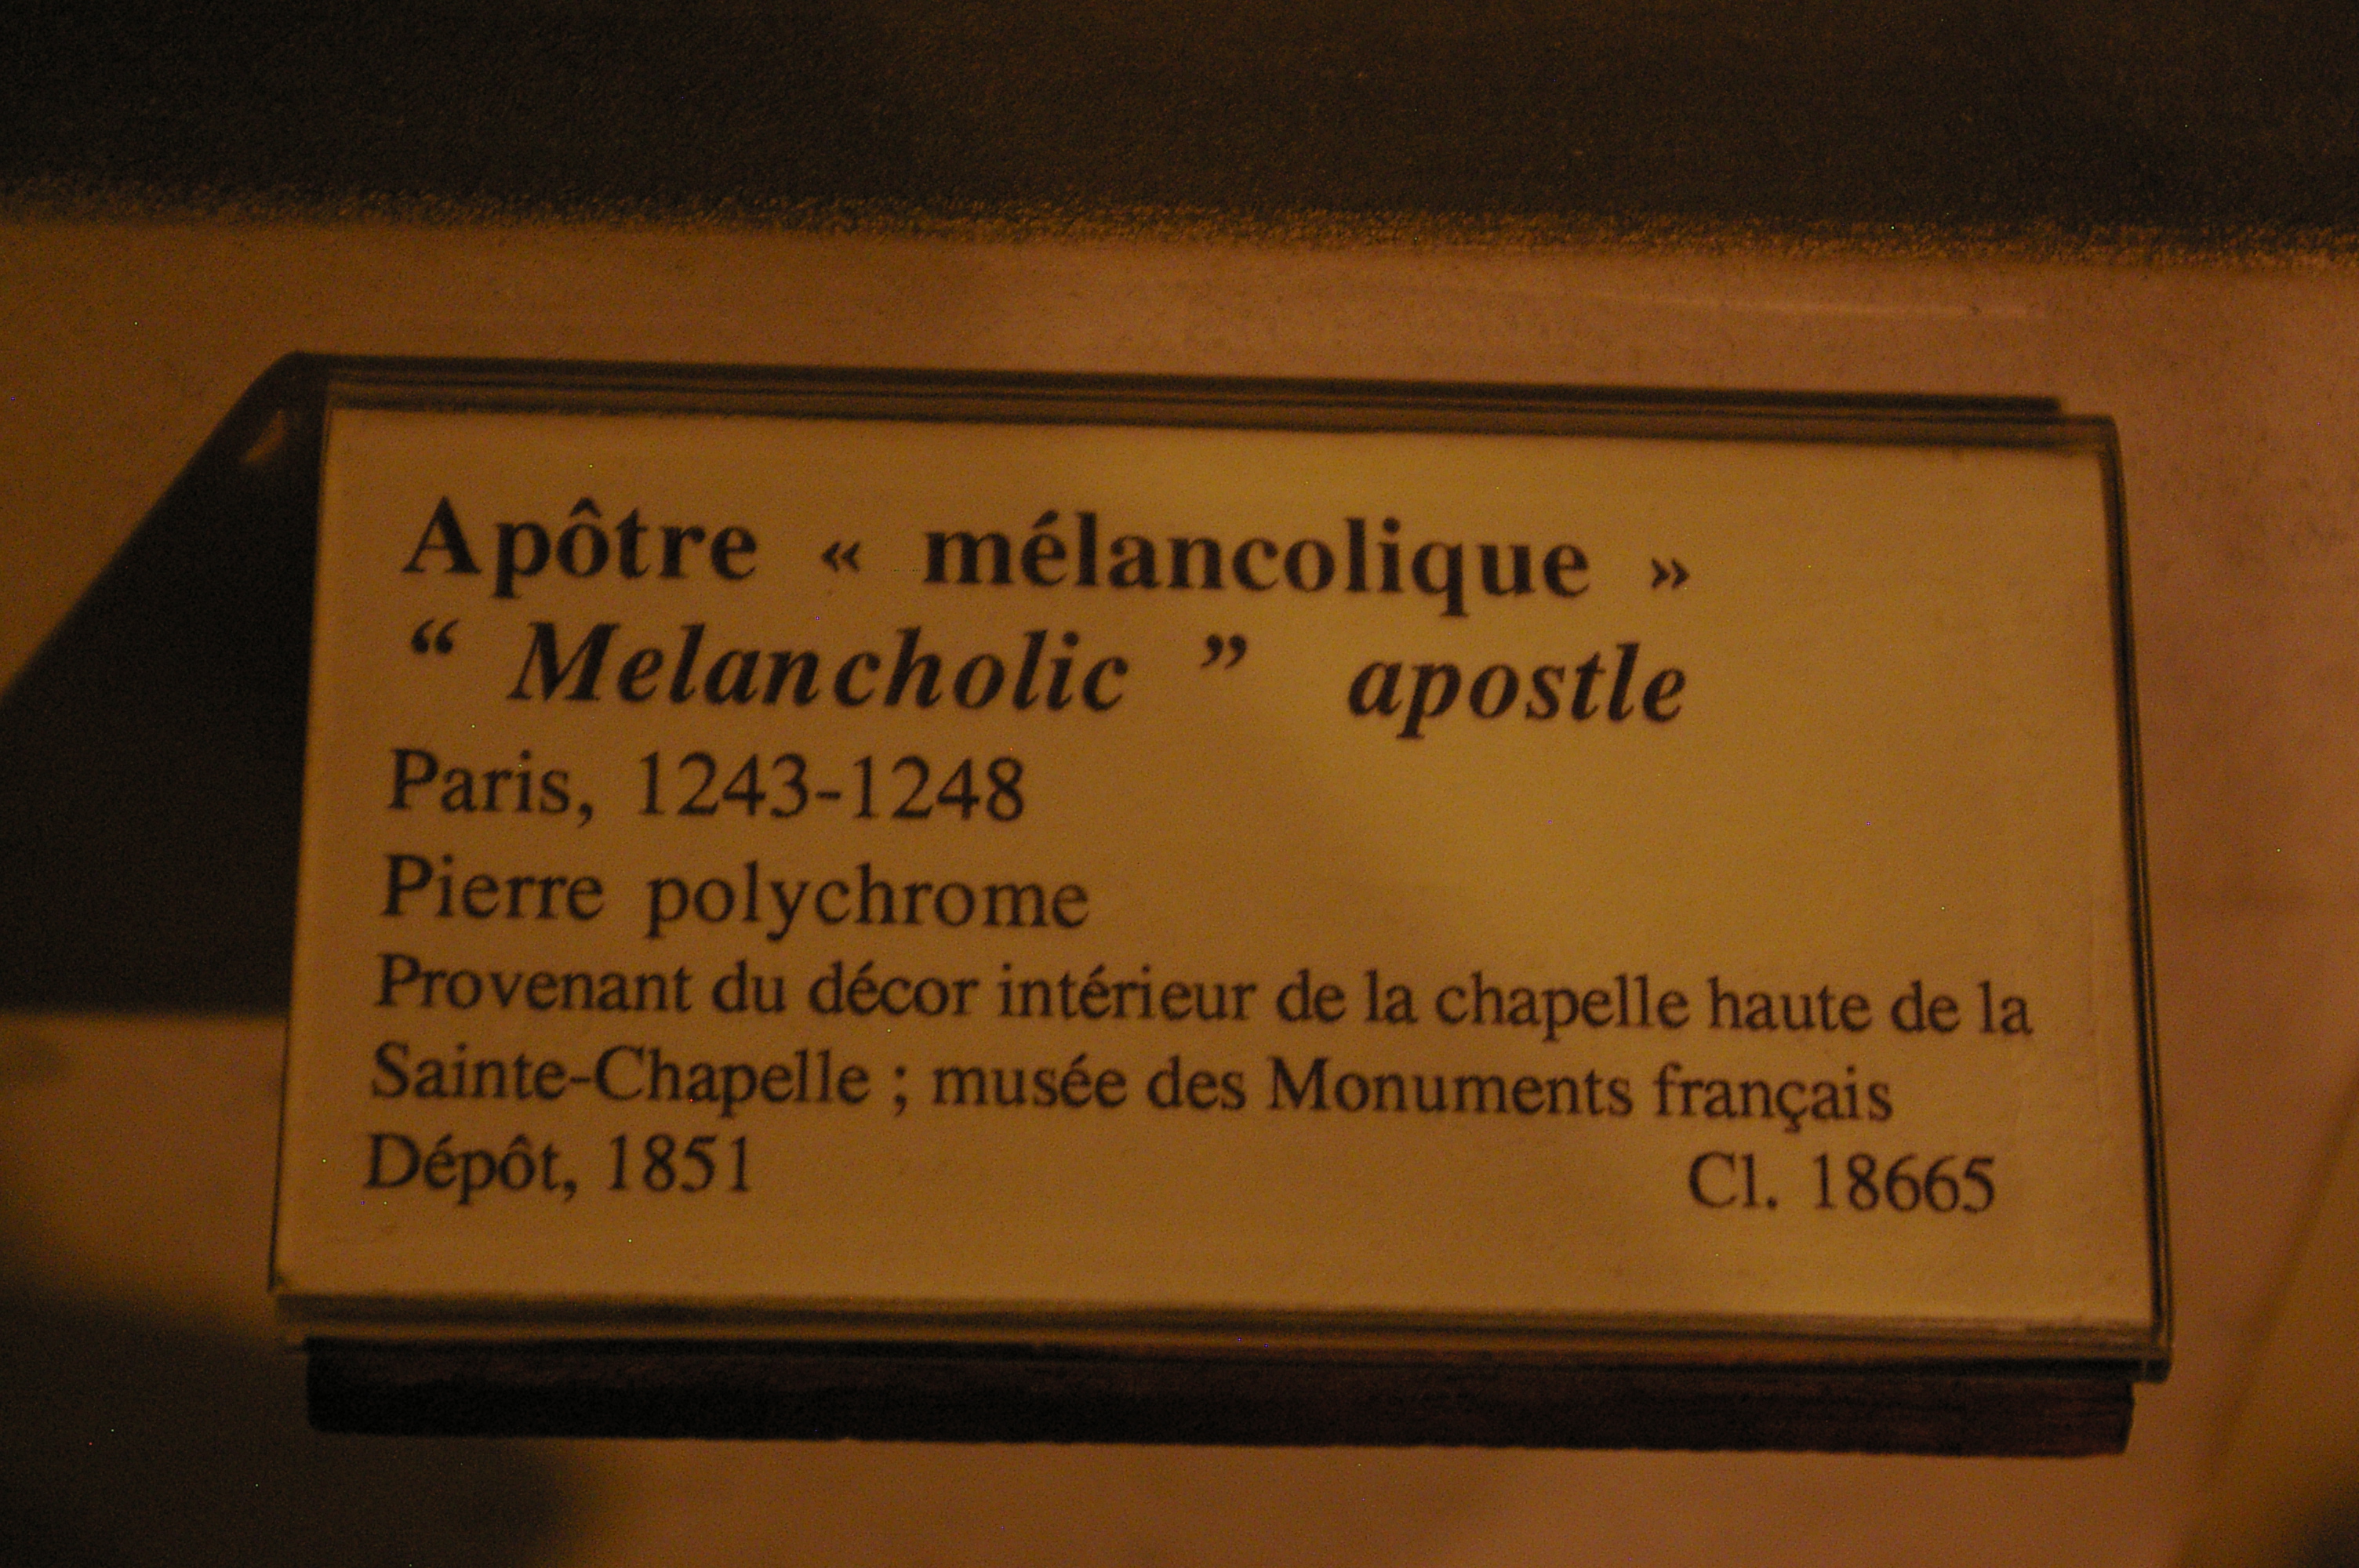 Apôtre « mélancolique »
“ Melancholic ” apostle
Paris, 1243-1248
Pierre polychrome
Provenant du décor intérieur de la chapelle haute de la
Sainte-Chapelle ; musée des Monuments français
Dépôt, 1851 Cl. 18665